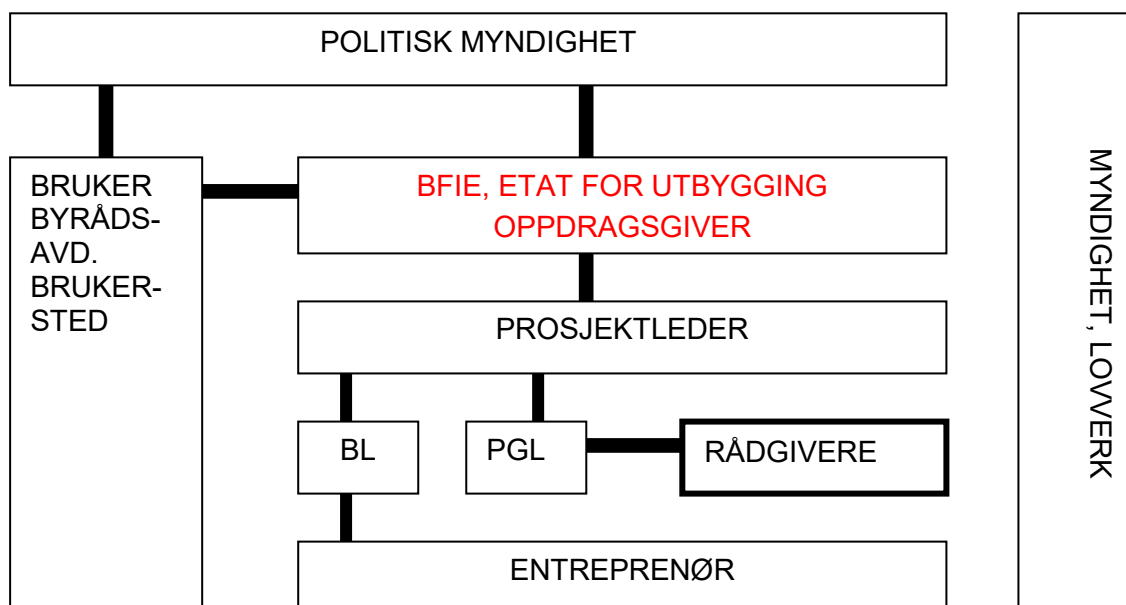 POLITISK MYNDIGHET
BRUKER
BYRÅDS-
AVD.
BRUKER-
STED
BFIE, ETAT FOR UTBYGGING
OPPDRAGSGIVER
PROSJEKTLEDER
BL
PGL
RÅDGIVERE
ENTREPRENØR
MYNDIGHET, LOVVERK